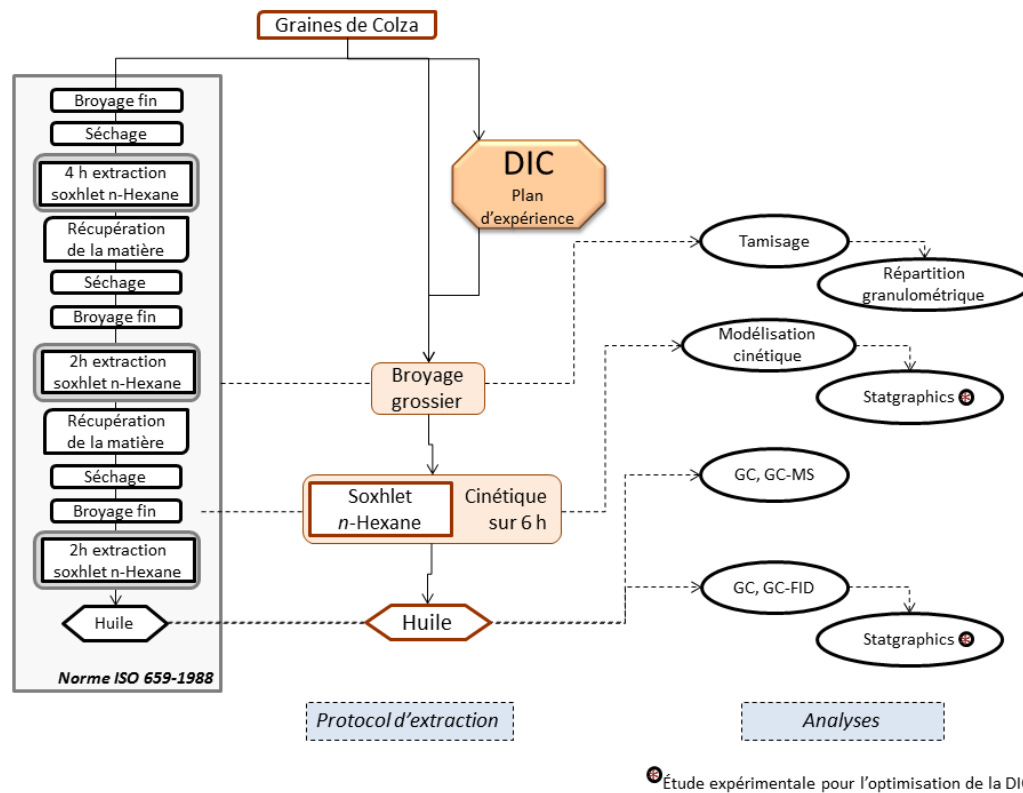 Graines de Colza
Broyage fin
Séchage
4 h extraction
soxhlet n-Hexane
Récupération
de la matière
Séchage
Broyage fin
2h extraction
soxhlet n-Hexane
Récupération
de la matière
Séchage
Broyage fin
2h extraction
soxhlet n-Hexane
Huile
Norme ISO 659-1988
DIC
Plan
d’expérience
Broyage
grossier
Soxhlet
n-Hexane
Cinétique
sur 6 h
Huile
Protocol d’extraction
Tamisage
Répartition
granulométrique
Modélisation
cinétique
Statgraphics
GC, GC-MS
GC, GC-FID
Statgraphics
Analyses
Étude expérimentale pour l’optimisation de la DIC